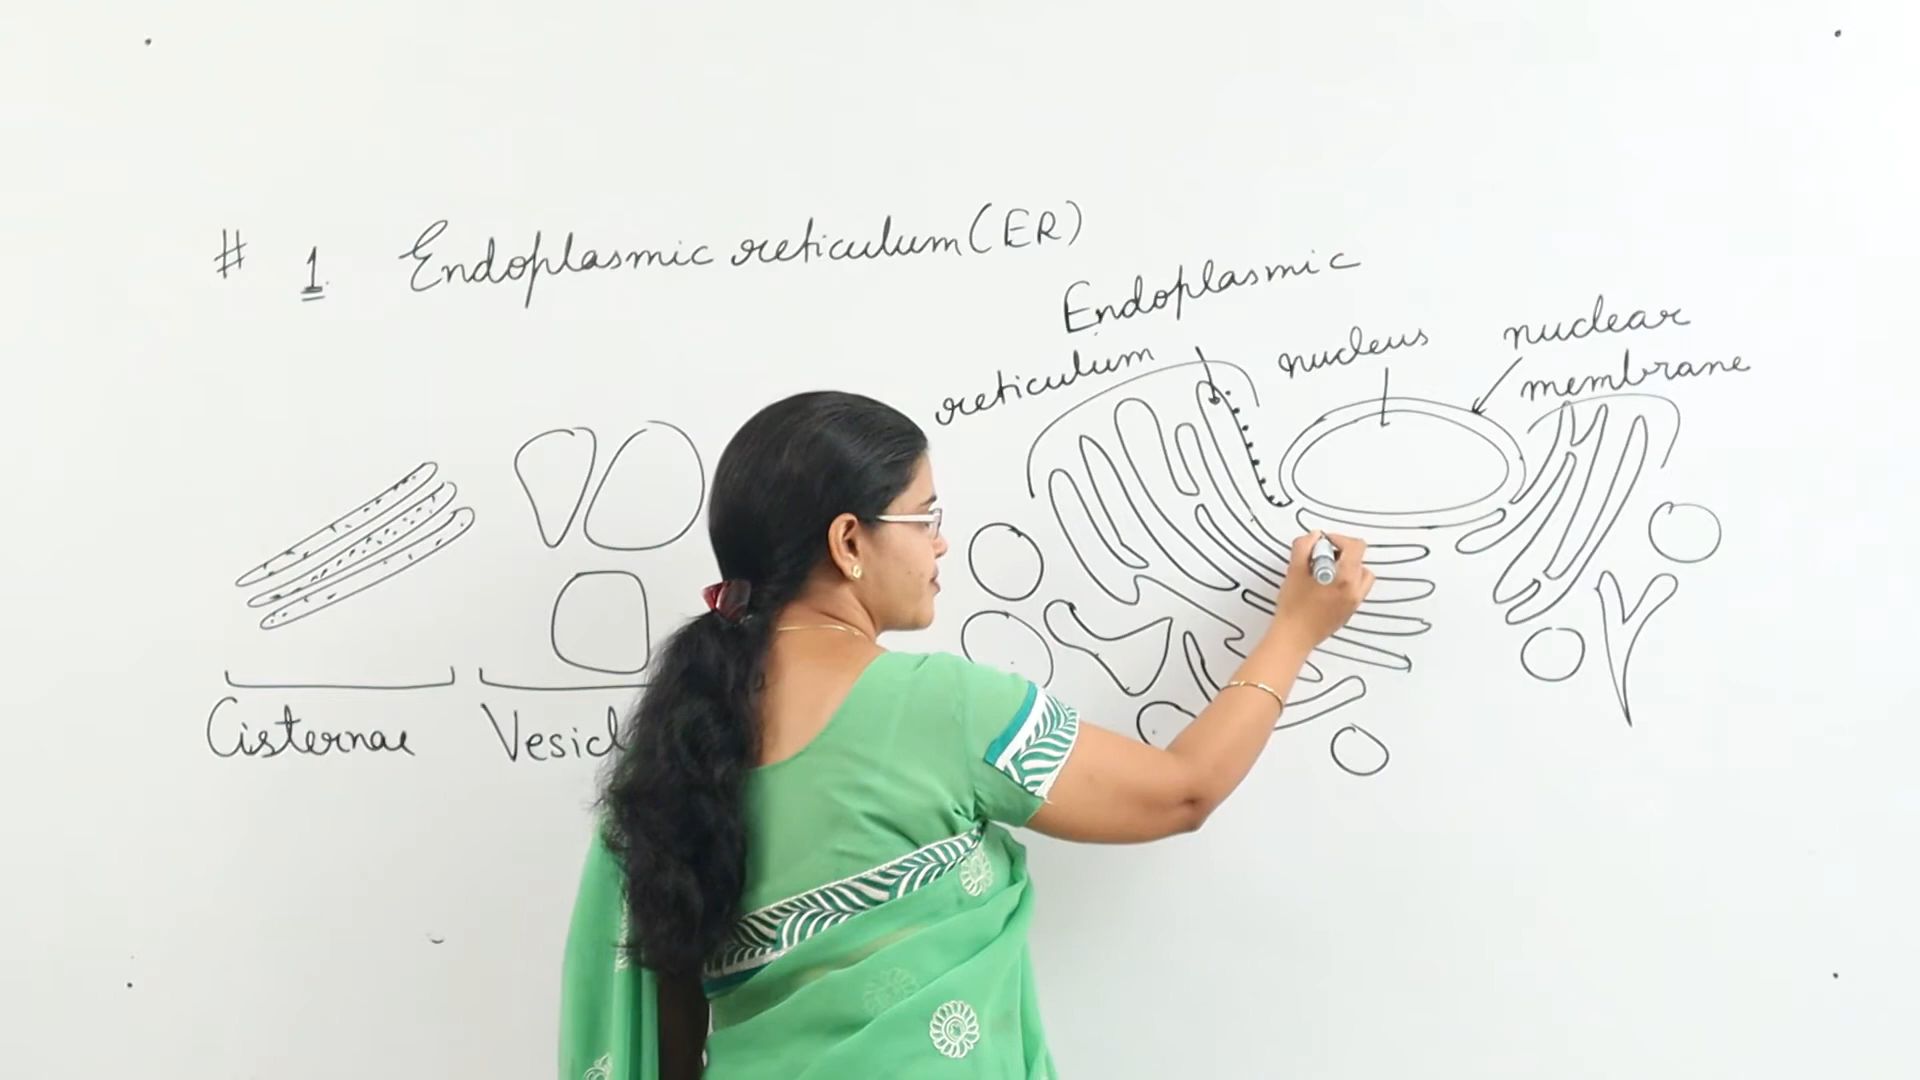 # 1 Endoplasmic reticulum (ER)
Endoplasmic
reticulum
nucleus
nuclear
membrane
Cisternae